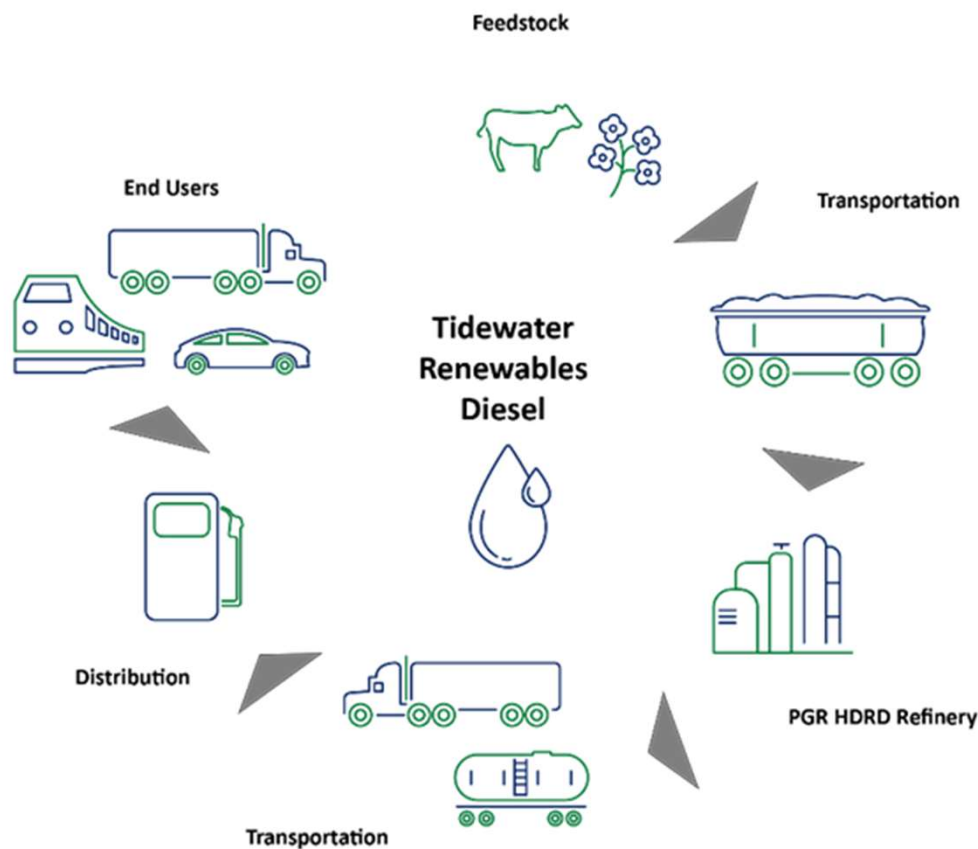 Feedstock
End Users
Transportation
Tidewater
Renewables
Diesel
Distribution
PGR HDRD Refinery
Transportation